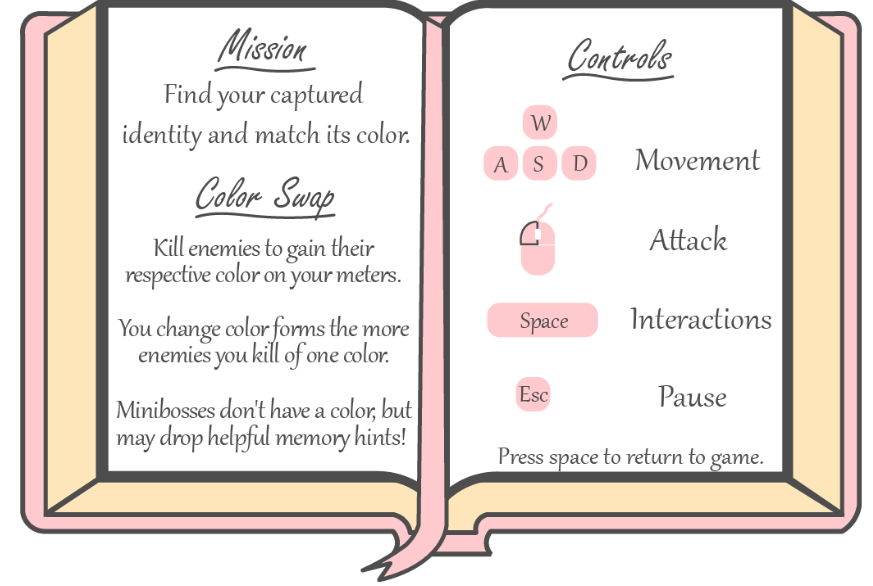 Mission
Find your captured
identity and match its color.
Color Swap
Kill enemies to gain their
respective color on your meters.
You change color forms the more
enemies you kill of one color.
Minibosses don't have a color, but
may drop helpful memory hints!
Controls
W
A S D Movement
Attack
Space Interactions
Esc Pause
Press space to return to game.